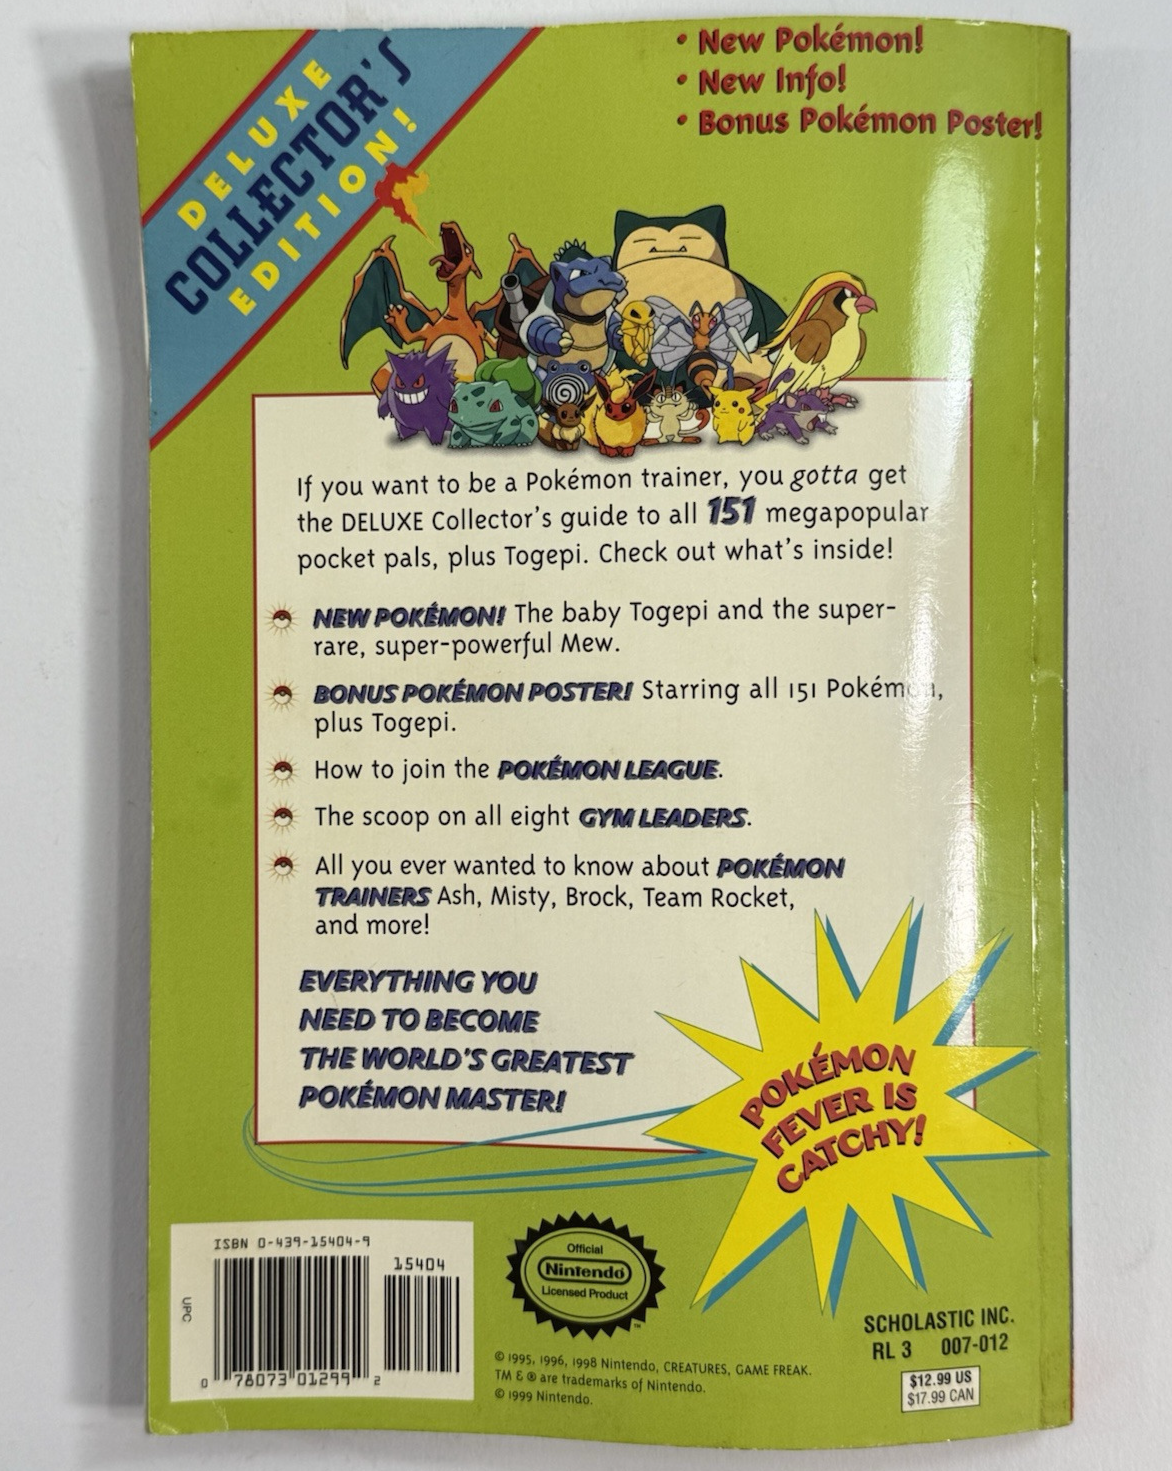 DELUXE
COLLECTOR'S
EDITION!
• New Pokémon!
• New Info!
• Bonus Pokémon Poster!
If you want to be a Pokémon trainer, you gotta get
the DELUXE Collector's guide to all 151 megapopular
pocket pals, plus Togepi. Check out what's inside!
NEW POKÉMON! The baby Togepi and the super-
rare, super-powerful Mew.
BONUS POKÉMON POSTER! Starring all 151 Pokémon,
plus Togepi.
How to join the POKÉMON LEAGUE.
The scoop on all eight GYM LEADERS.
All you ever wanted to know about POKÉMON
TRAINERS Ash, Misty, Brock, Team Rocket,
and more!
EVERYTHING YOU
NEED TO BECOME
THE WORLD'S GREATEST
POKÉMON MASTER!
POKÉMON
FEVER IS
CATCHY!
ISBN 0-439-15404-9
15404
UPC
0 78073 01299 2
Official
Nintendo
Licensed Product
TM
© 1995, 1996, 1998 Nintendo, CREATURES, GAME FREAK.
TM & ® are trademarks of Nintendo.
© 1999 Nintendo.
SCHOLASTIC INC.
RL 3 007-012
$12.99 US
$17.99 CAN